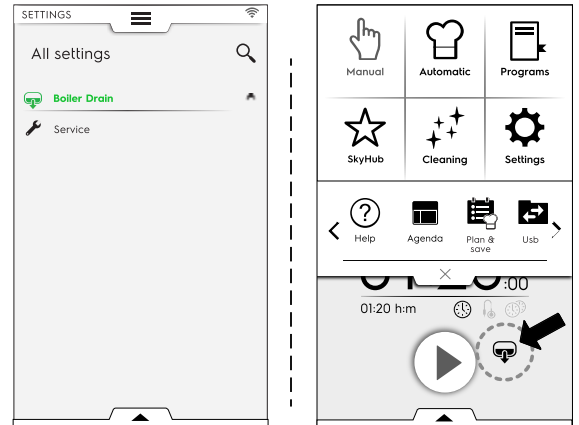 SETTINGS
All settings
Boiler Drain
Service
Manual
Automatic
Programs
SkyHub
Cleaning
Settings
Help
Agenda
Plan &
save
Usb
:00
01:20 h:m